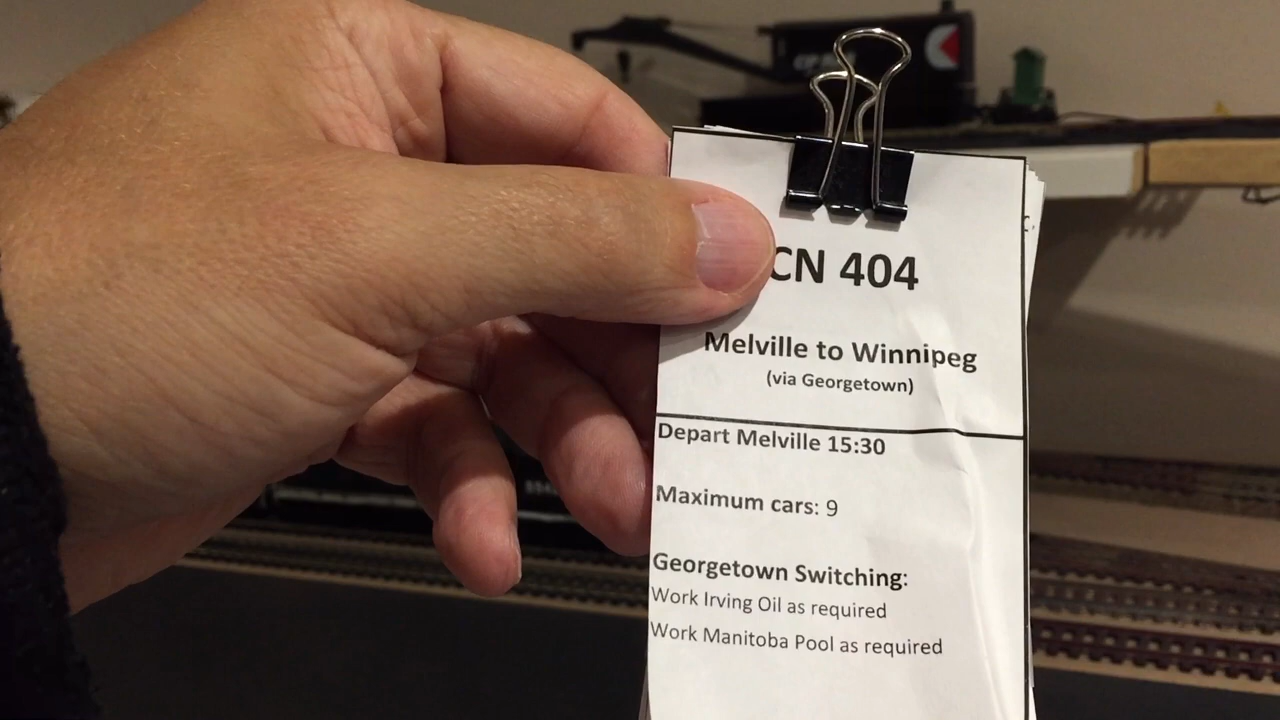 CN 404
Melville to Winnipeg
(via Georgetown)
Depart Melville 15:30
Maximum cars: 9
Georgetown Switching:
Work Irving Oil as required
Work Manitoba Pool as required